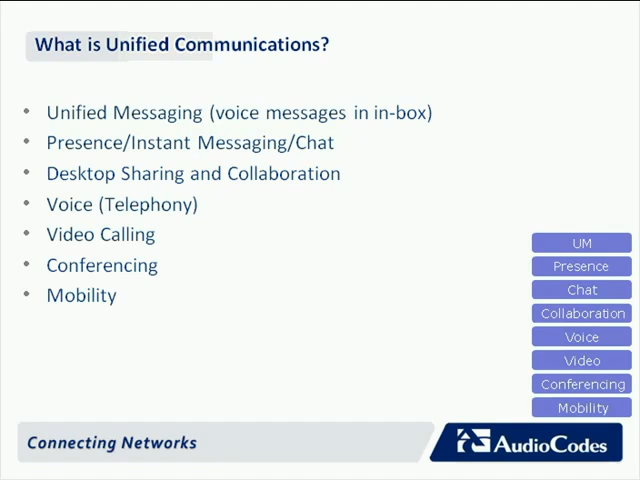 What is Unified Communications?
• Unified Messaging (voice messages in in-box)
• Presence/Instant Messaging/Chat
• Desktop Sharing and Collaboration
• Voice (Telephony)
• Video Calling
• Conferencing
• Mobility
UM
Presence
Chat
Collaboration
Voice
Video
Conferencing
Mobility
Connecting Networks
AudioCodes